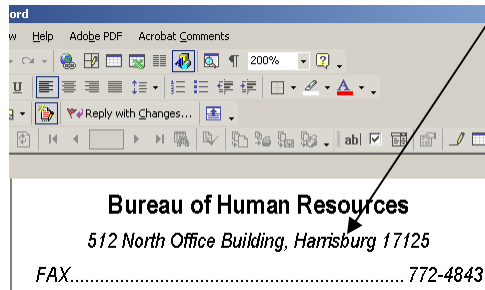 ord
w Help Adobe PDF Acrobat Comments
¶ 200%
U A
Reply with Changes...
ab|
Bureau of Human Resources
512 North Office Building, Harrisburg 17125
FAX.................................................................. 772-4843